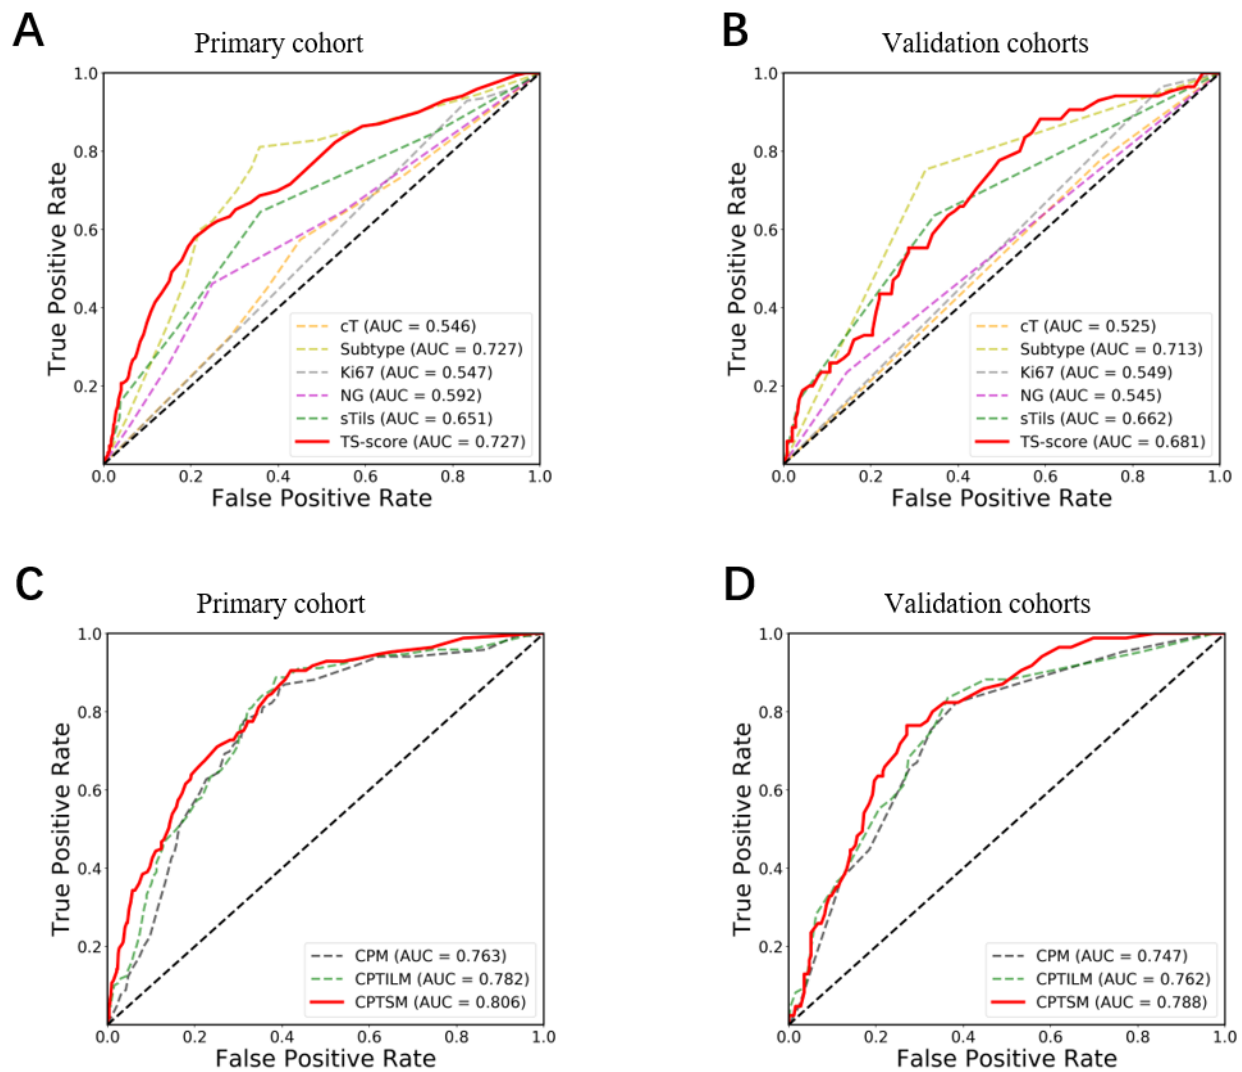 A
Primary cohort
True Positive Rate
1.0
0.8
0.6
0.4
0.2
cT (AUC = 0.546)
Subtype (AUC = 0.727)
Ki67 (AUC = 0.547)
NG (AUC = 0.592)
sTils (AUC = 0.651)
TS-score (AUC = 0.727)
0.0 0.2 0.4 0.6 0.8 1.0
False Positive Rate
B
Validation cohorts
True Positive Rate
1.0
0.8
0.6
0.4
0.2
cT (AUC = 0.525)
Subtype (AUC = 0.713)
Ki67 (AUC = 0.549)
NG (AUC = 0.545)
sTils (AUC = 0.662)
TS-score (AUC = 0.681)
0.0 0.2 0.4 0.6 0.8 1.0
False Positive Rate
C
Primary cohort
True Positive Rate
1.0
0.8
0.6
0.4
0.2
CPM (AUC = 0.763)
CPTILM (AUC = 0.782)
CPTSM (AUC = 0.806)
0.0 0.2 0.4 0.6 0.8 1.0
False Positive Rate
D
Validation cohorts
True Positive Rate
1.0
0.8
0.6
0.4
0.2
CPM (AUC = 0.747)
CPTILM (AUC = 0.762)
CPTSM (AUC = 0.788)
0.0 0.2 0.4 0.6 0.8 1.0
False Positive Rate